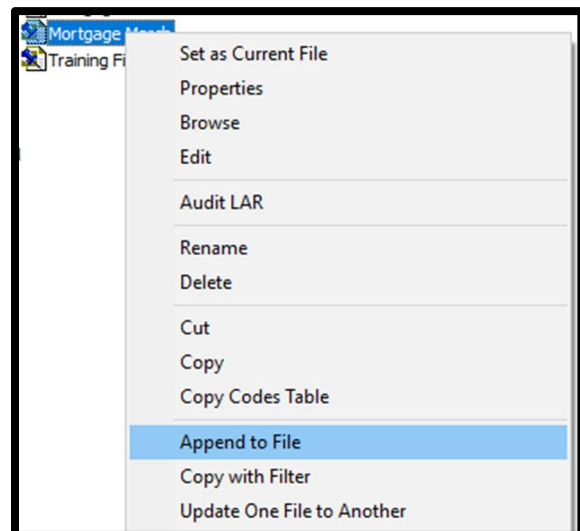 Mortgage
Training
Set as Current File
Properties
Browse
Edit
Audit LAR
Rename
Delete
Cut
Copy
Copy Codes Table
Append to File
Copy with Filter
Update One File to Another